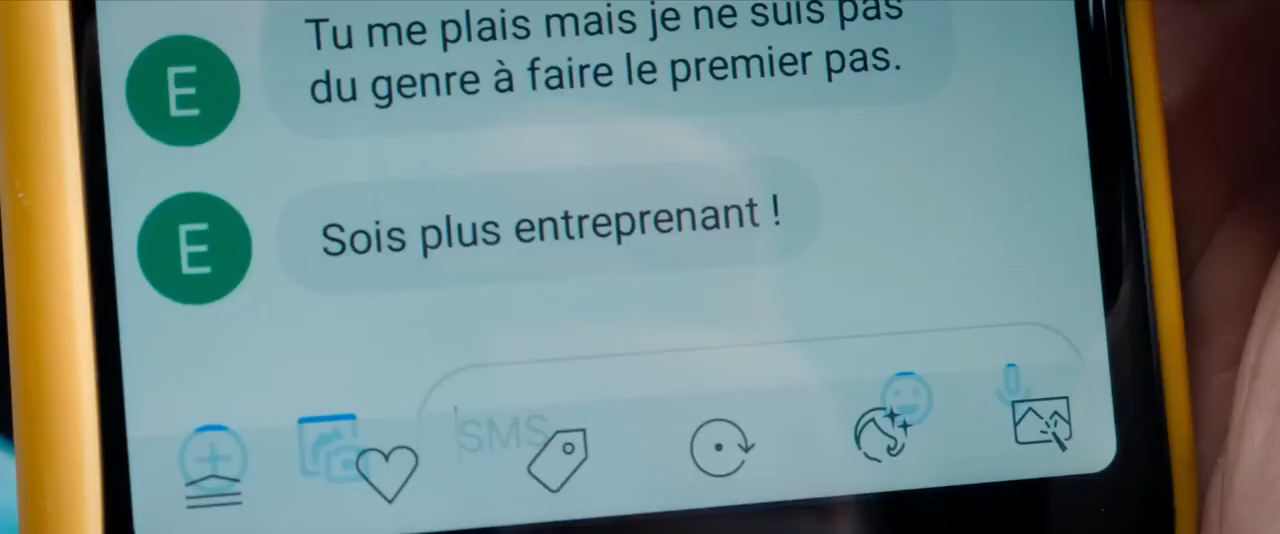 Tu me plais mais je ne suis pas
du genre à faire le premier pas.
E
E
Sois plus entreprenant !
SMS